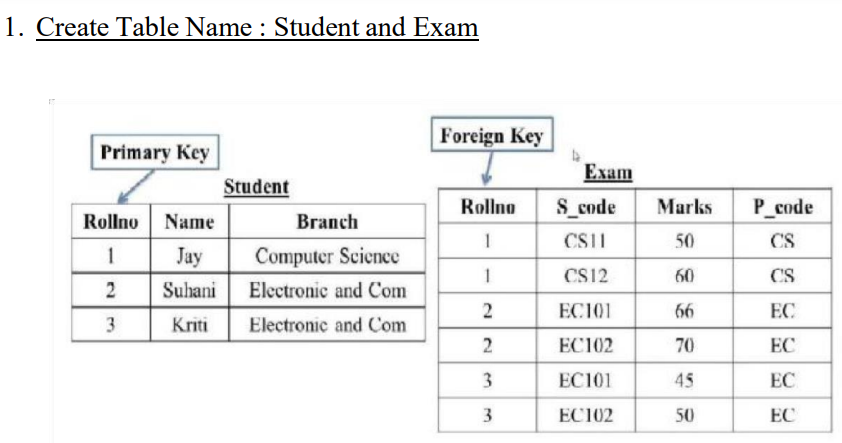 1. Create Table Name : Student and Exam
Primary Key
Student
Rollno Name Branch
1 Jay Computer Science
2 Suhani Electronic and Com
3 Kriti Electronic and Com
Foreign Key
Exam
Rollno S_code Marks P_code
1 CS11 50 CS
1 CS12 60 CS
2 EC101 66 EC
2 EC102 70 EC
3 EC101 45 EC
3 EC102 50 EC